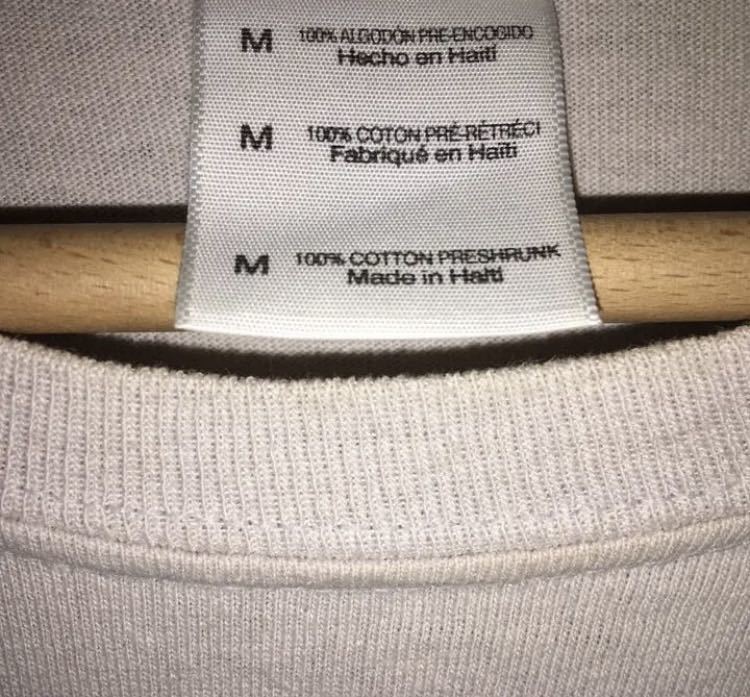 M 100% ALGODÓN PRE-ENCOGIDO
Hecho en Haití
M 100% COTON PRÉ-RÉTRÉCI
Fabriqué en Haïti
M 100% COTTON PRESHRUNK
Made in Haiti